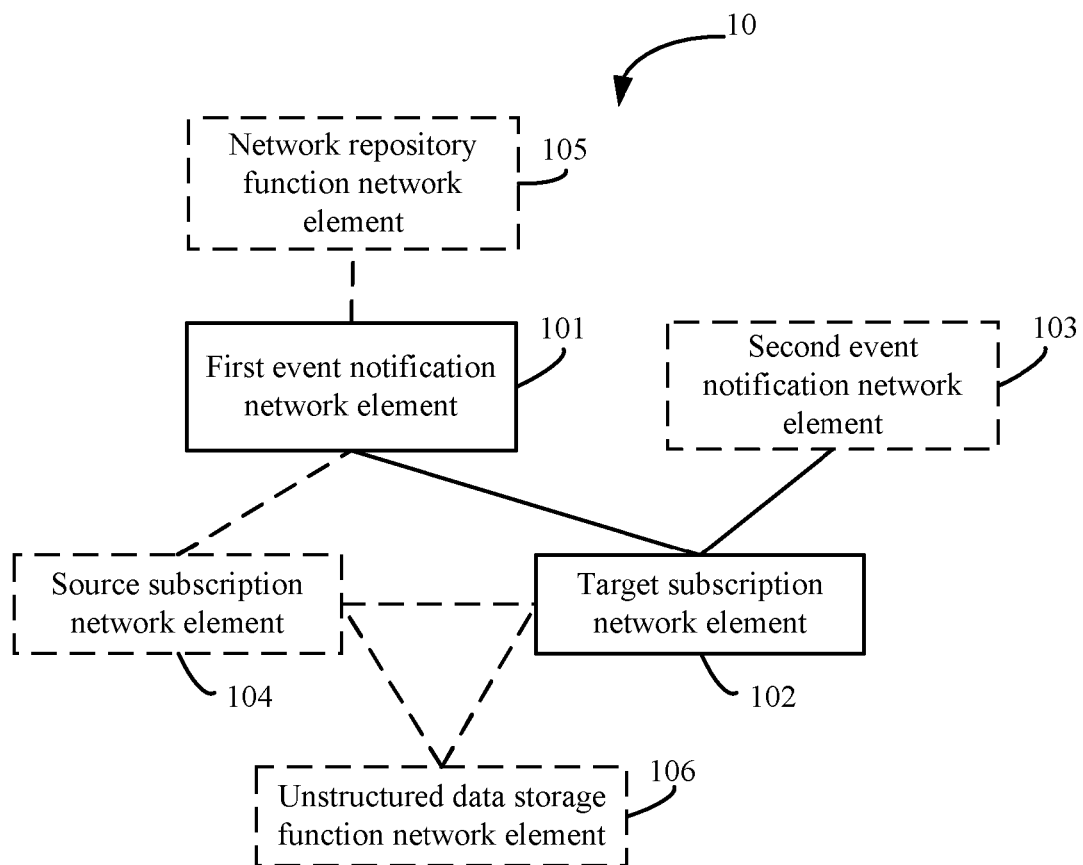 10
Network repository
function network
element
105
First event notification
network element
101
Second event
notification network
element
103
Source subscription
network element
104
Target subscription
network element
102
Unstructured data storage
function network element
106